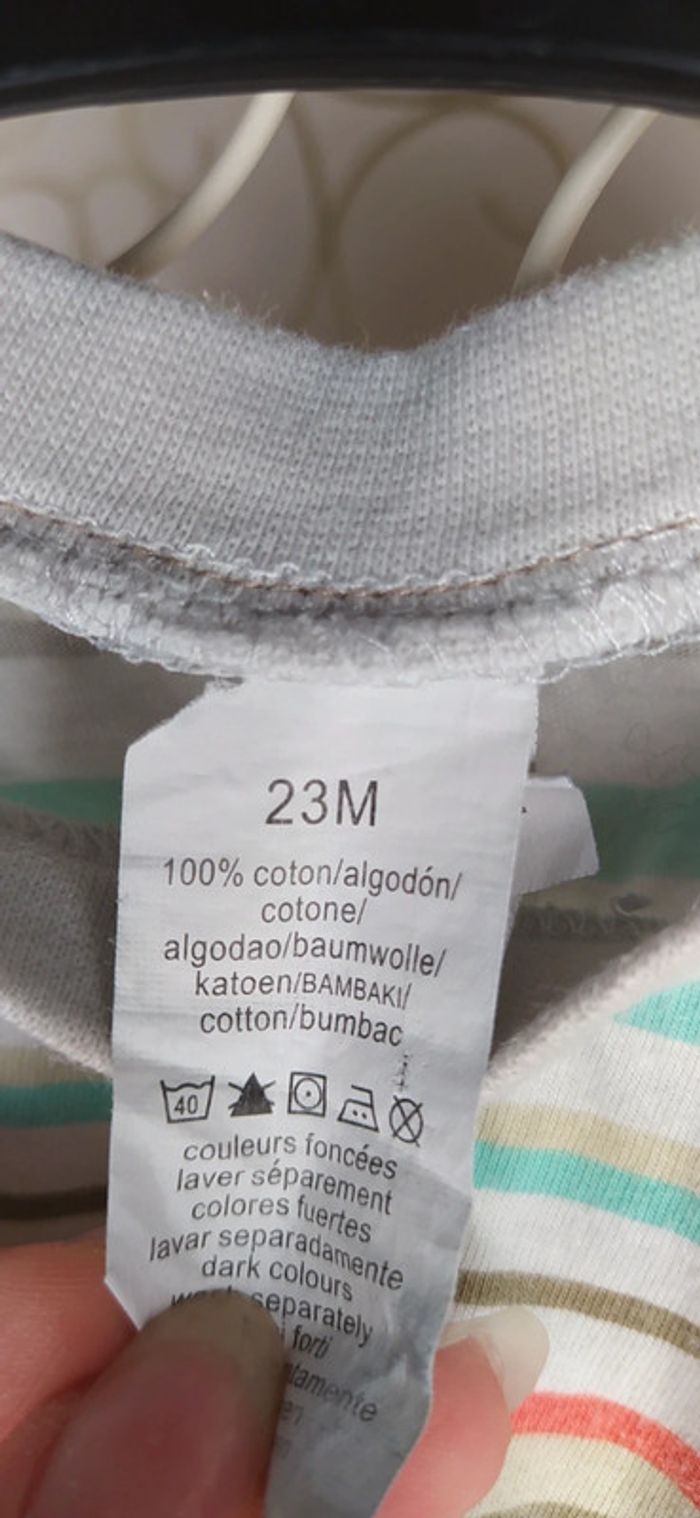 23M
100% coton/algodón/
cotone/
algodao/baumwolle/
katoen/BAMBAKI/
cotton/bumbac
40
couleurs foncées
laver séparement
colores fuertes
lavar separadamente
dark colours
separately
forti